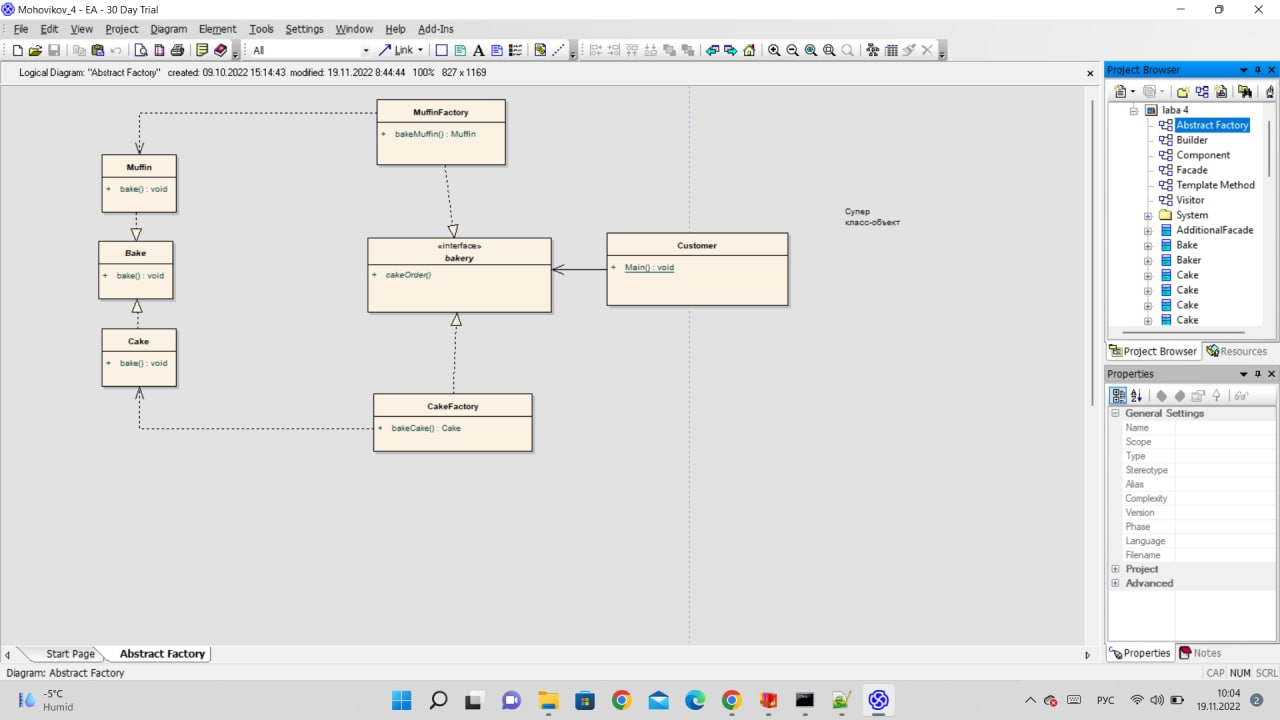 Mohovikov_4 - EA - 30 Day Trial
File Edit View Project Diagram Element Tools Settings Window Help Add-Ins
All
Link
Logical Diagram: "Abstract Factory" created: 09.10.2022 15:14:43 modified: 19.11.2022 8:44:44 100% 827 x 1169
MuffinFactory
+ bakeMuffin() : Muffin
Muffin
+ bake() : void
Bake
+ bake() : void
Cake
+ bake() : void
«interface»
bakery
+ cakeOrder()
Customer
+ Main() : void
Супер
класс-объект
CakeFactory
+ bakeCake() : Cake
Project Browser
laba 4
Abstract Factory
Builder
Component
Facade
Template Method
Visitor
System
AdditionalFacade
Bake
Baker
Cake
Cake
Cake
Cake
Project Browser Resources
Properties
General Settings
Name
Scope
Type
Stereotype
Alias
Complexity
Version
Phase
Language
Filename
Project
Advanced
Properties Notes
Start Page Abstract Factory
Diagram: Abstract Factory
CAP NUM SCRL
-5°C
Humid
РУС
10:04
19.11.2022
2